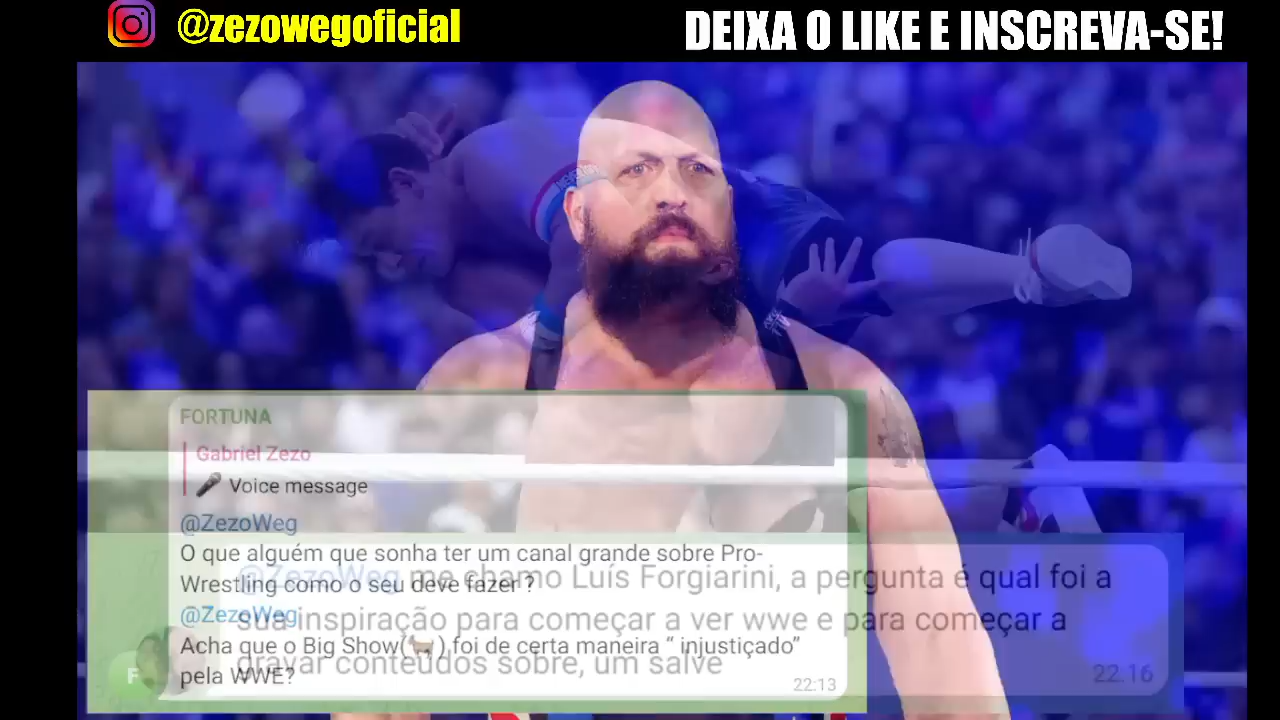 @zezowegoficial
DEIXA O LIKE E INSCREVA-SE!
FORTUNA
Gabriel Zezo
🎤 Voice message
@ZezoWeg
O que alguém que sonha ter um canal grande sobre Pro-
Wrestling como o seu deve fazer ?
@ZezoWeg
Acha que o Big Show(🐐) foi de certa maneira “ injustiçado”
pela WWE?
22:13
F
@ZezoWeg me chamo Luís Forgiarini, a pergunta é qual foi a
sua inspiração para começar a ver wwe e para começar a
gravar conteúdos sobre, um salve
22:16